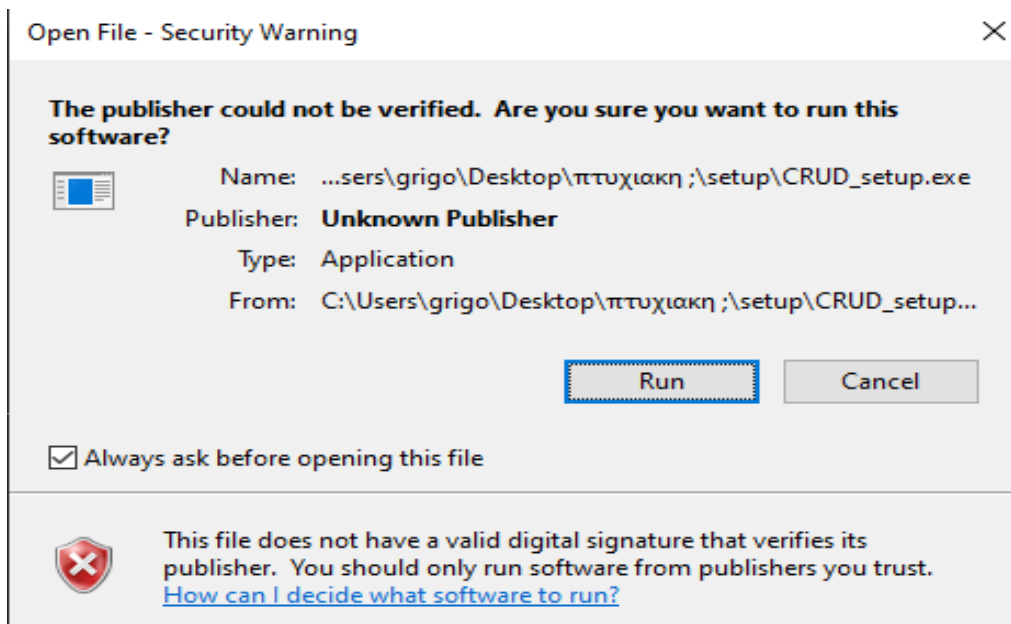 Open File - Security Warning
The publisher could not be verified.  Are you sure you want to run this
software?
Name: ...sers\grigo\Desktop\πτυχιακη ;\setup\CRUD_setup.exe
Publisher: Unknown Publisher
Type: Application
From: C:\Users\grigo\Desktop\πτυχιακη ;\setup\CRUD_setup...
Run Cancel
Always ask before opening this file
This file does not have a valid digital signature that verifies its
publisher.  You should only run software from publishers you trust.
How can I decide what software to run?